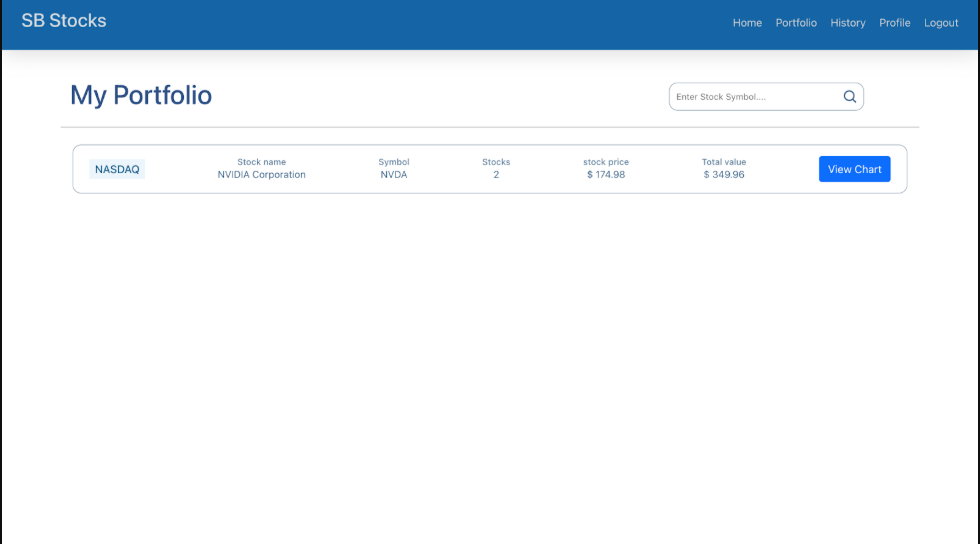 SB Stocks
Home Portfolio History Profile Logout
My Portfolio
Enter Stock Symbol....
NASDAQ
Stock name
NVIDIA Corporation
Symbol
NVDA
Stocks
2
stock price
$ 174.98
Total value
$ 349.96
View Chart